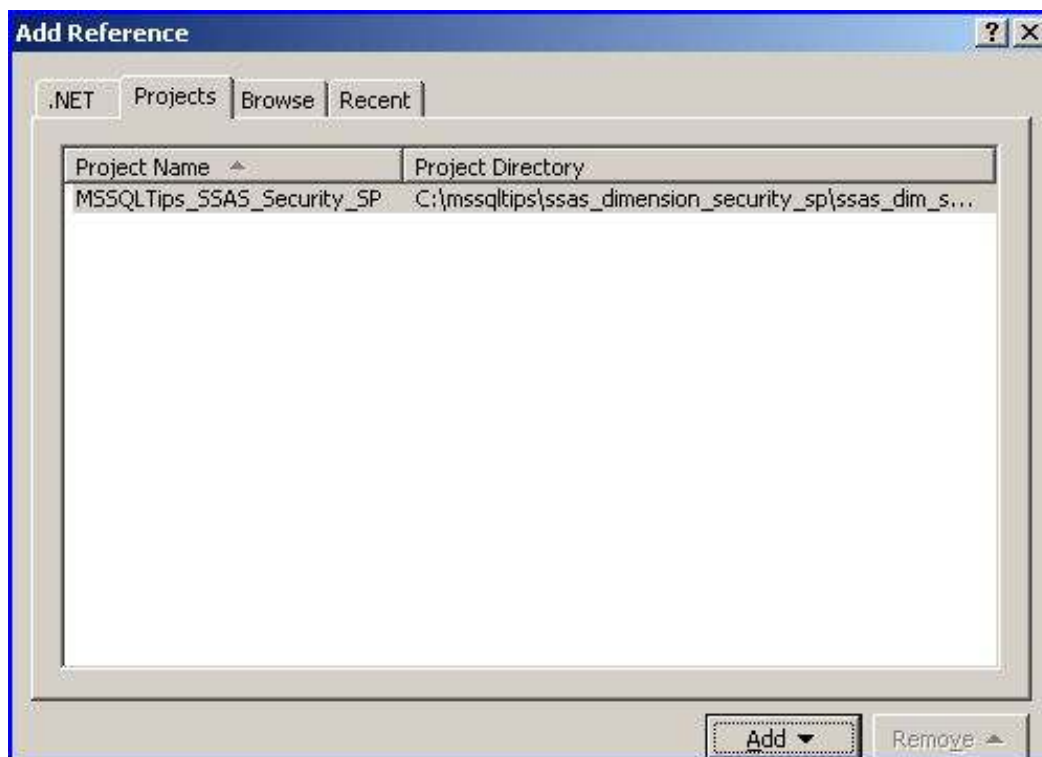 Add Reference
.NET Projects Browse Recent
Project Name Project Directory
MSSQLTips_SSAS_Security_SP C:\mssqltips\ssas_dimension_security_sp\ssas_dim_s...
Add Remove